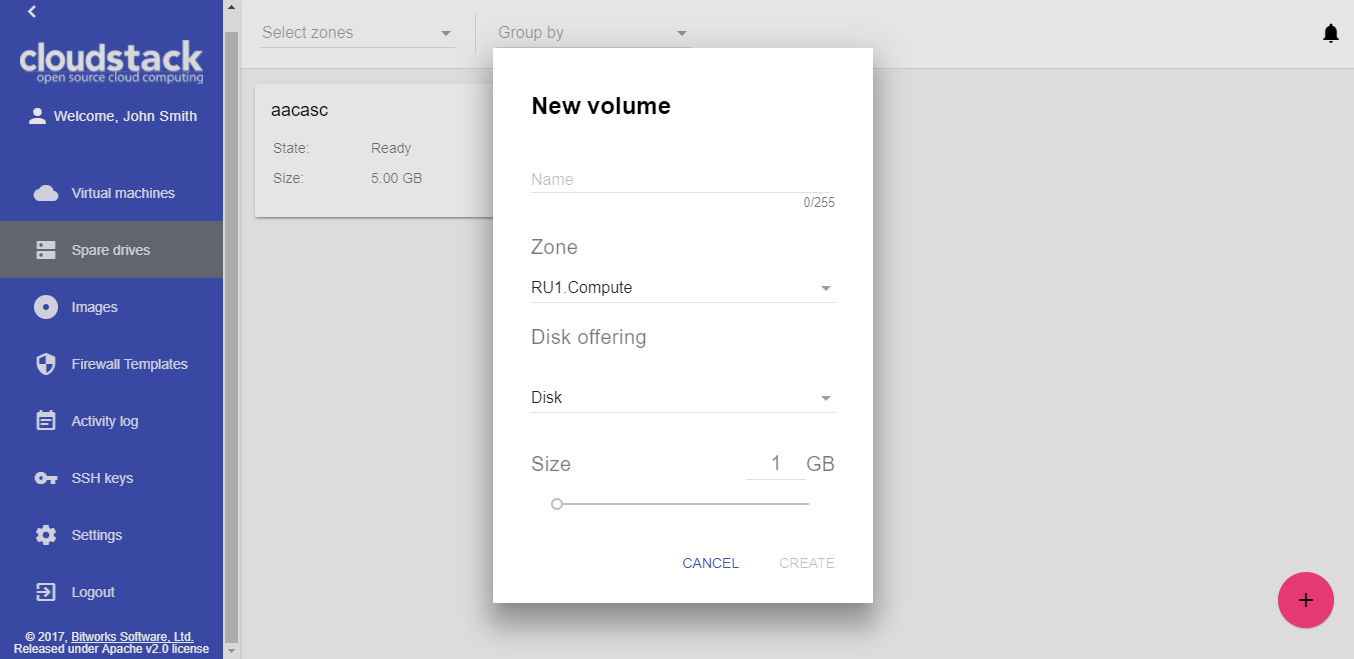 cloudstack
open source cloud computing
Welcome, John Smith
Virtual machines
Spare drives
Images
Firewall Templates
Activity log
SSH keys
Settings
Logout
© 2017, Bitworks Software, Ltd.
Released under Apache v2.0 license
Select zones
Group by
aacasc
State: Ready
Size: 5.00 GB
New volume
Name
0/255
Zone
RU1.Compute
Disk offering
Disk
Size 1 GB
CANCEL CREATE